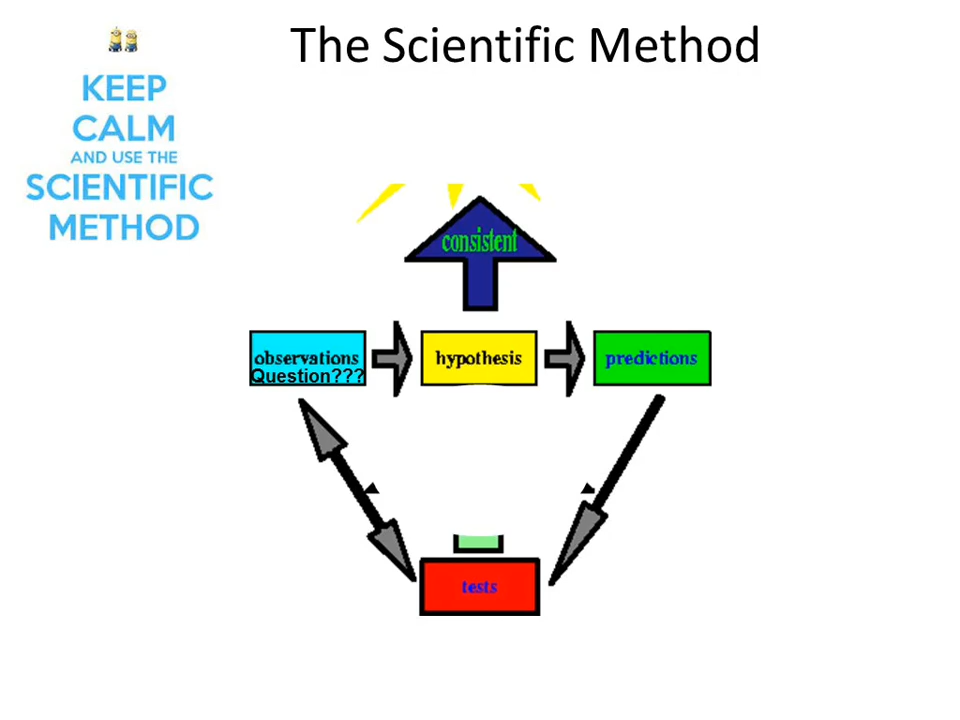 The Scientific Method
KEEP
CALM
AND USE THE
SCIENTIFIC
METHOD
consistent
observations
Question???
hypothesis
predictions
tests